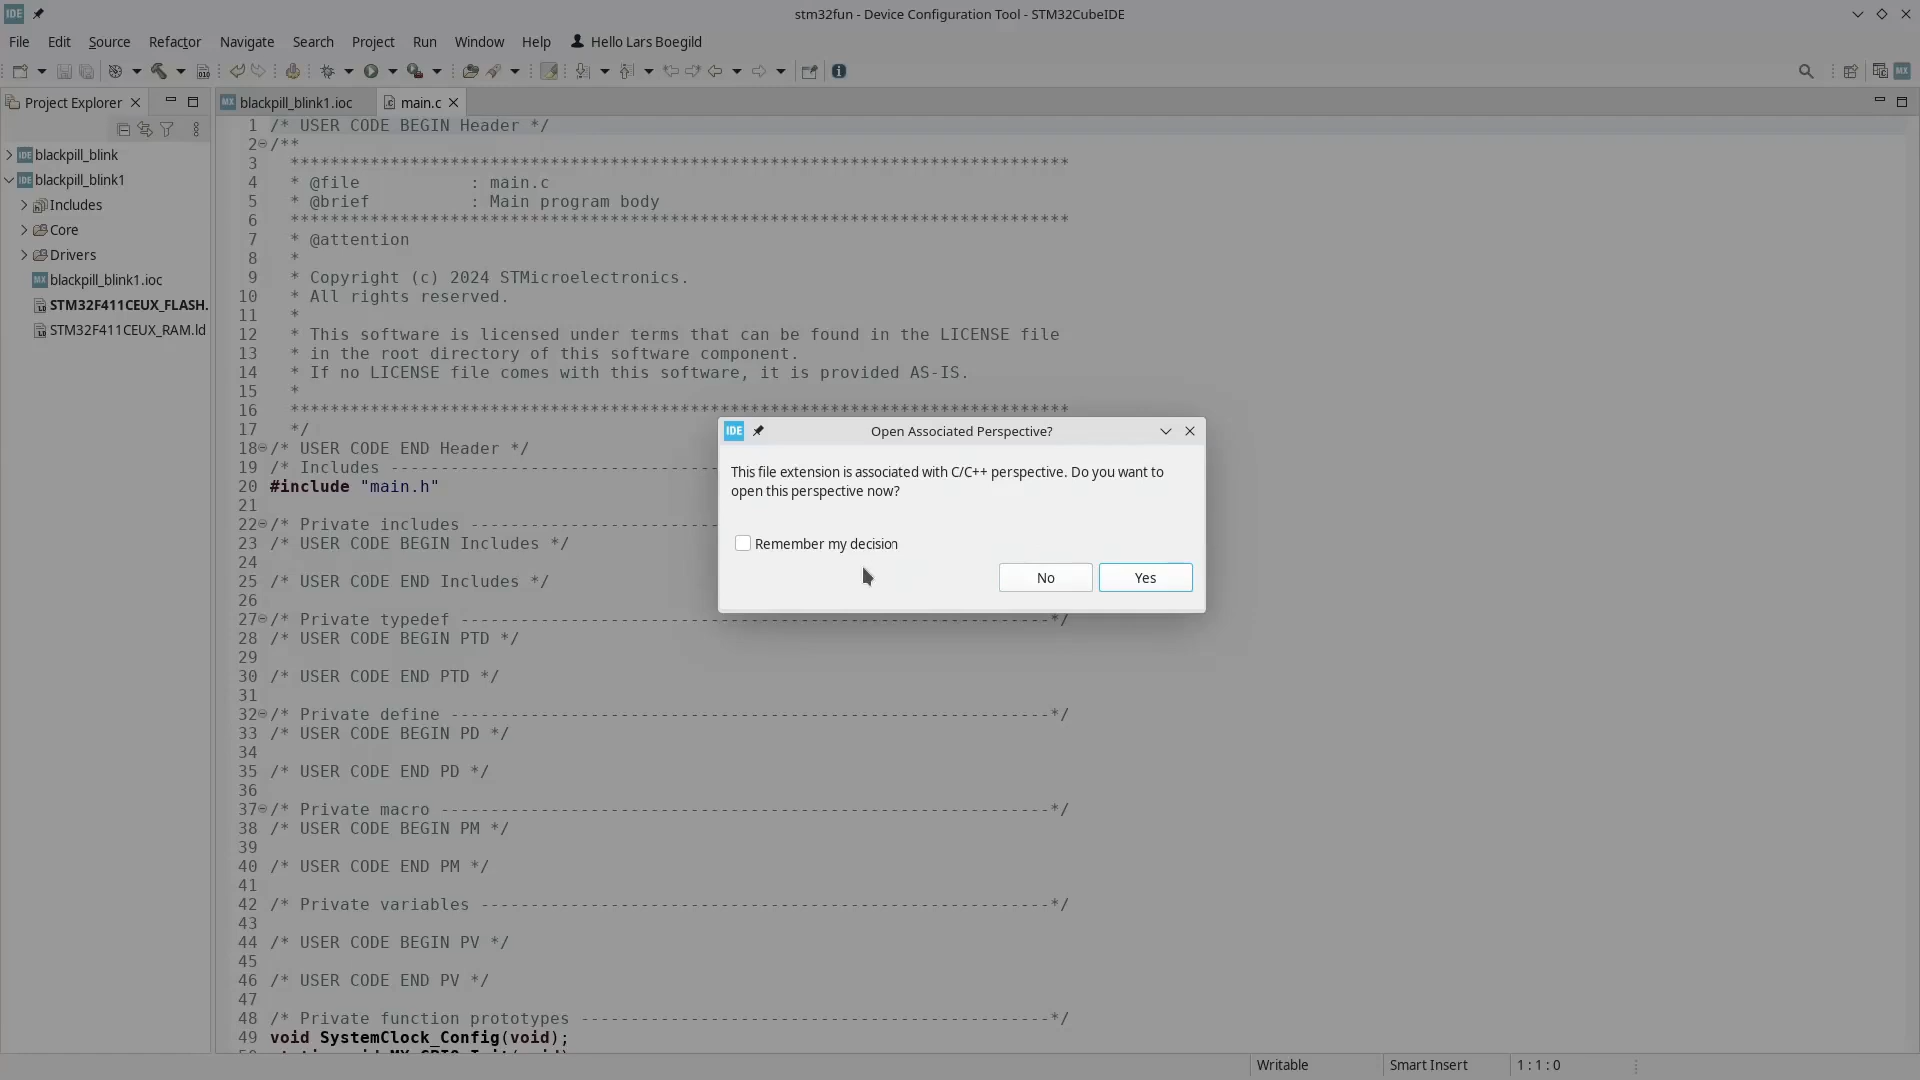 IDE
stm32fun - Device Configuration Tool - STM32CubeIDE
File Edit Source Refactor Navigate Search Project Run Window Help Hello Lars Boegild
010
MX
Project Explorer
MX blackpill_blink1.ioc
main.c
IDE blackpill_blink
IDE blackpill_blink1
Includes
Core
Drivers
MX blackpill_blink1.ioc
STM32F411CEUX_FLASH.
STM32F411CEUX_RAM.ld
1 /* USER CODE BEGIN Header */
2 /**
3 ******************************************************************************
4 * @file : main.c
5 * @brief : Main program body
6 ******************************************************************************
7 * @attention
8 *
9 * Copyright (c) 2024 STMicroelectronics.
10 * All rights reserved.
11 *
12 * This software is licensed under terms that can be found in the LICENSE file
13 * in the root directory of this software component.
14 * If no LICENSE file comes with this software, it is provided AS-IS.
15 *
16 ******************************************************************************
17 */
18 /* USER CODE END Header */
19 /* Includes ---------------------------------
20 #include "main.h"
21
22 /* Private includes -------------------------
23 /* USER CODE BEGIN Includes */
24
25 /* USER CODE END Includes */
26
27 /* Private typedef -----------------------------------------------------------*/
28 /* USER CODE BEGIN PTD */
29
30 /* USER CODE END PTD */
31
32 /* Private define ------------------------------------------------------------*/
33 /* USER CODE BEGIN PD */
34
35 /* USER CODE END PD */
36
37 /* Private macro -------------------------------------------------------------*/
38 /* USER CODE BEGIN PM */
39
40 /* USER CODE END PM */
41
42 /* Private variables ---------------------------------------------------------*/
43
44 /* USER CODE BEGIN PV */
45
46 /* USER CODE END PV */
47
48 /* Private function prototypes -----------------------------------------------*/
49 void SystemClock_Config(void);
IDE
Open Associated Perspective?
This file extension is associated with C/C++ perspective. Do you want to
open this perspective now?
Remember my decision
No
Yes
Writable
Smart Insert
1 : 1 : 0